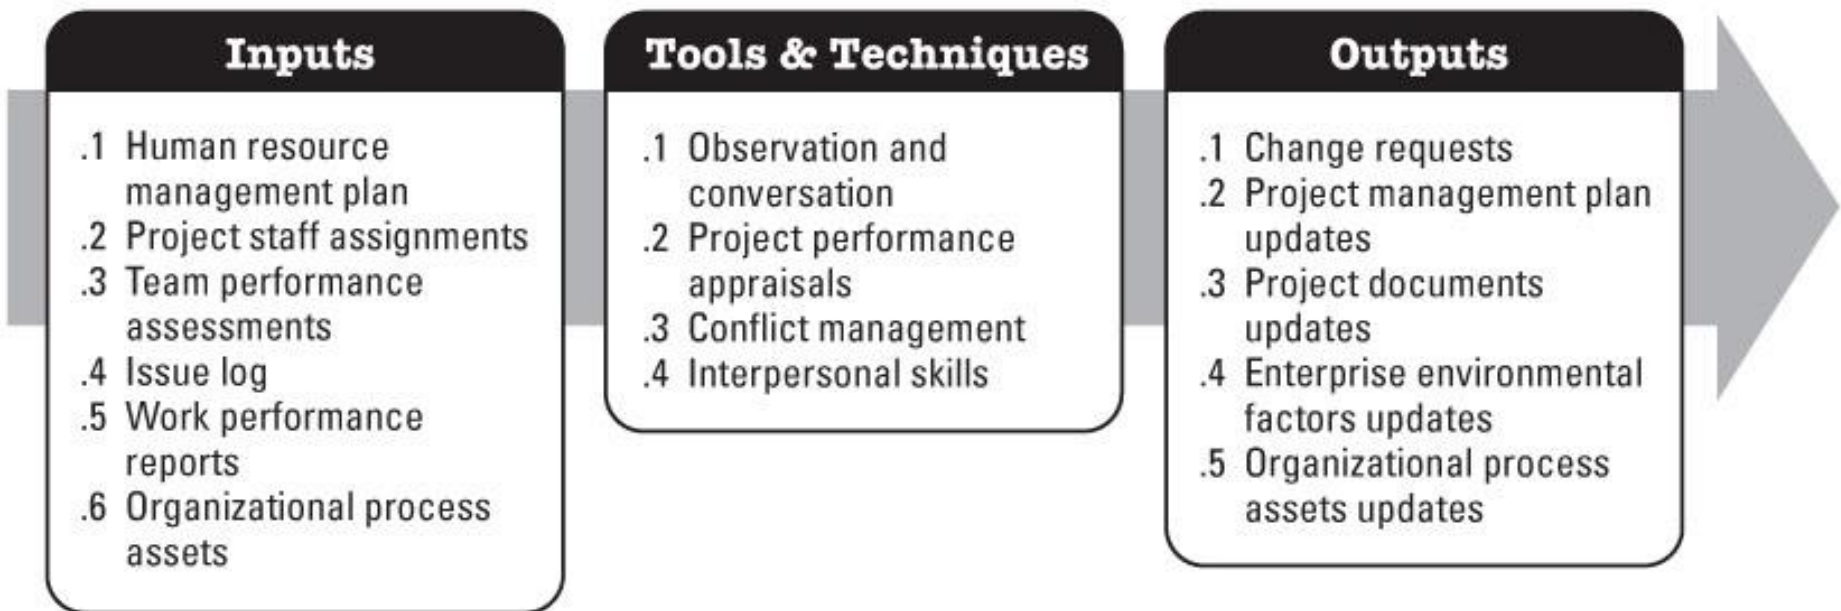 Inputs
.1 Human resource
management plan
.2 Project staff assignments
.3 Team performance
assessments
.4 Issue log
.5 Work performance
reports
.6 Organizational process
assets
Tools & Techniques
.1 Observation and
conversation
.2 Project performance
appraisals
.3 Conflict management
.4 Interpersonal skills
Outputs
.1 Change requests
.2 Project management plan
updates
.3 Project documents
updates
.4 Enterprise environmental
factors updates
.5 Organizational process
assets updates